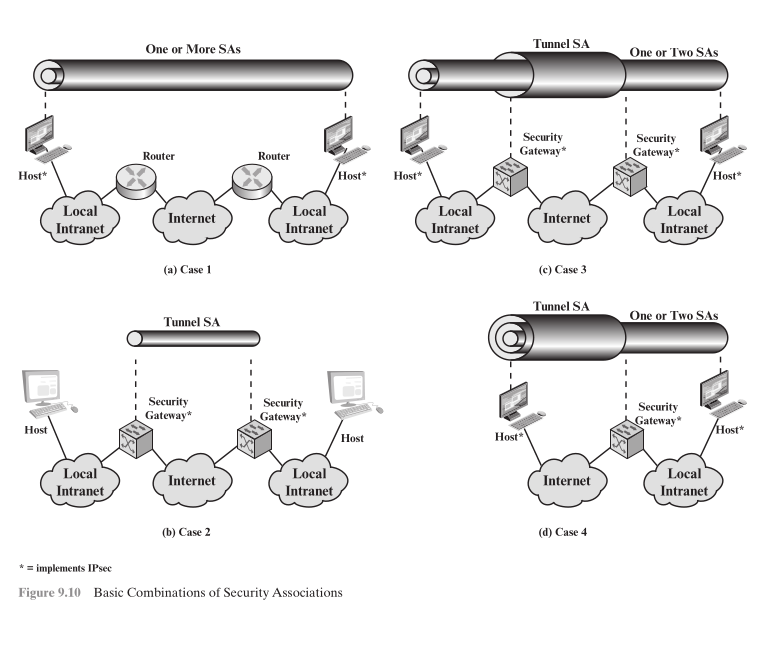 One or More SAs
Host*
Router
Router
Host*
Local
Intranet
Internet
Local
Intranet
(a) Case 1
Tunnel SA
One or Two SAs
Host*
Security
Gateway*
Security
Gateway*
Host*
Local
Intranet
Internet
Local
Intranet
(c) Case 3
Tunnel SA
Host
Security
Gateway*
Security
Gateway*
Host
Local
Intranet
Internet
Local
Intranet
(b) Case 2
Tunnel SA
One or Two SAs
Host*
Security
Gateway*
Host*
Internet
Local
Intranet
(d) Case 4
* = implements IPsec
Figure 9.10 Basic Combinations of Security Associations